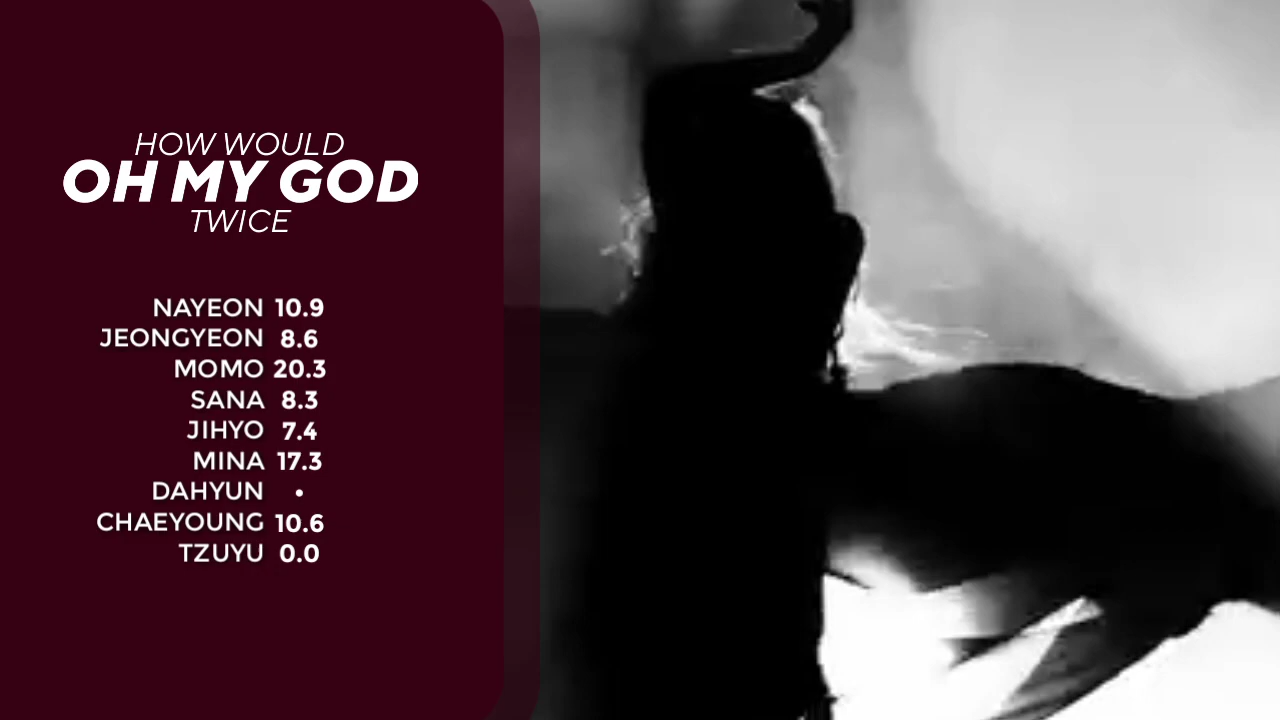 HOW WOULD
OH MY GOD
TWICE
NAYEON 10.9
JEONGYEON 8.6
MOMO 20.3
SANA 8.3
JIHYO 7.4
MINA 17.3
DAHYUN •
CHAEYOUNG 10.6
TZUYU 0.0